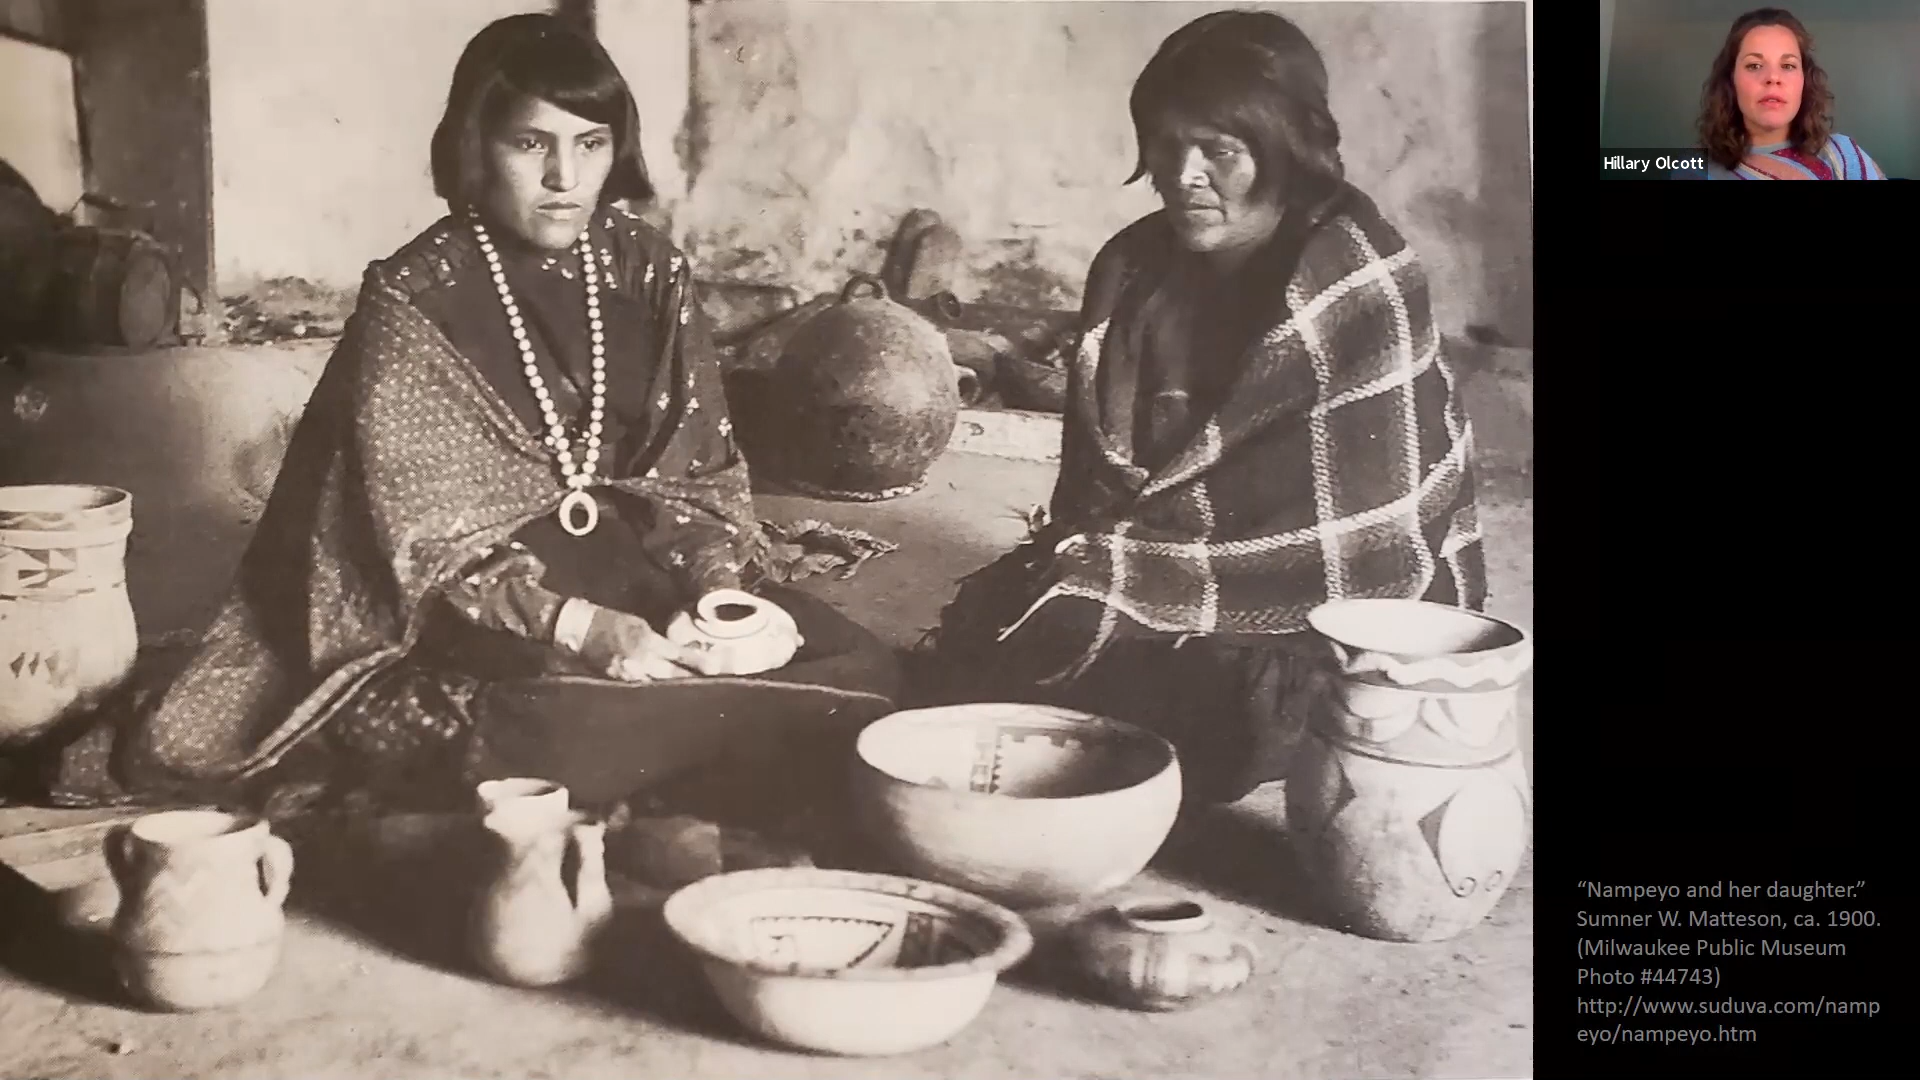 Hillary Olcott
“Nampeyo and her daughter.”
Sumner W. Matteson, ca. 1900.
(Milwaukee Public Museum
Photo #44743)
http://www.suduva.com/namp
eyo/nampeyo.htm